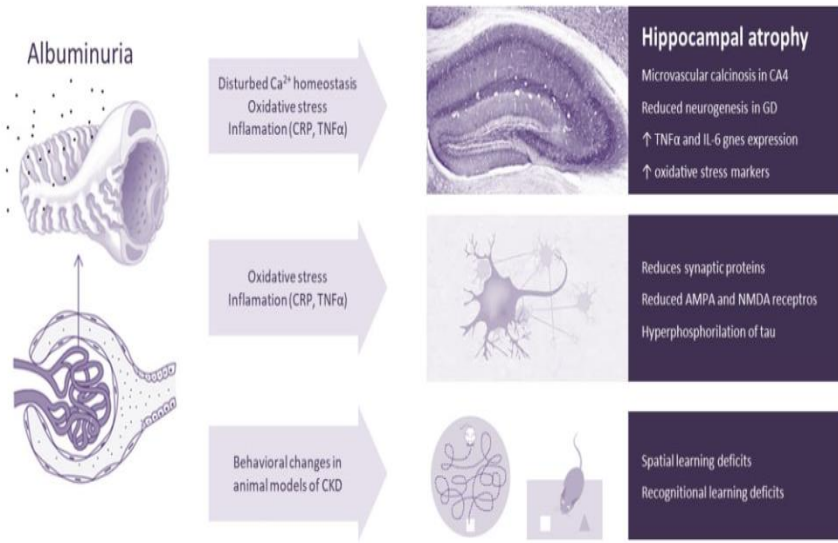 Albuminuria
Disturbed Ca²⁺ homeostasis
Oxidative stress
Inflamation (CRP, TNFα)
Hippocampal atrophy
Microvascular calcinosis in CA4
Reduced neurogenesis in GD
↑ TNFα and IL-6 gnes expression
↑ oxidative stress markers
Oxidative stress
Inflamation (CRP, TNFα)
Reduces synaptic proteins
Reduced AMPA and NMDA receptros
Hyperphosphorilation of tau
Behavioral changes in
animal models of CKD
Spatial learning deficits
Recognitional learning deficits